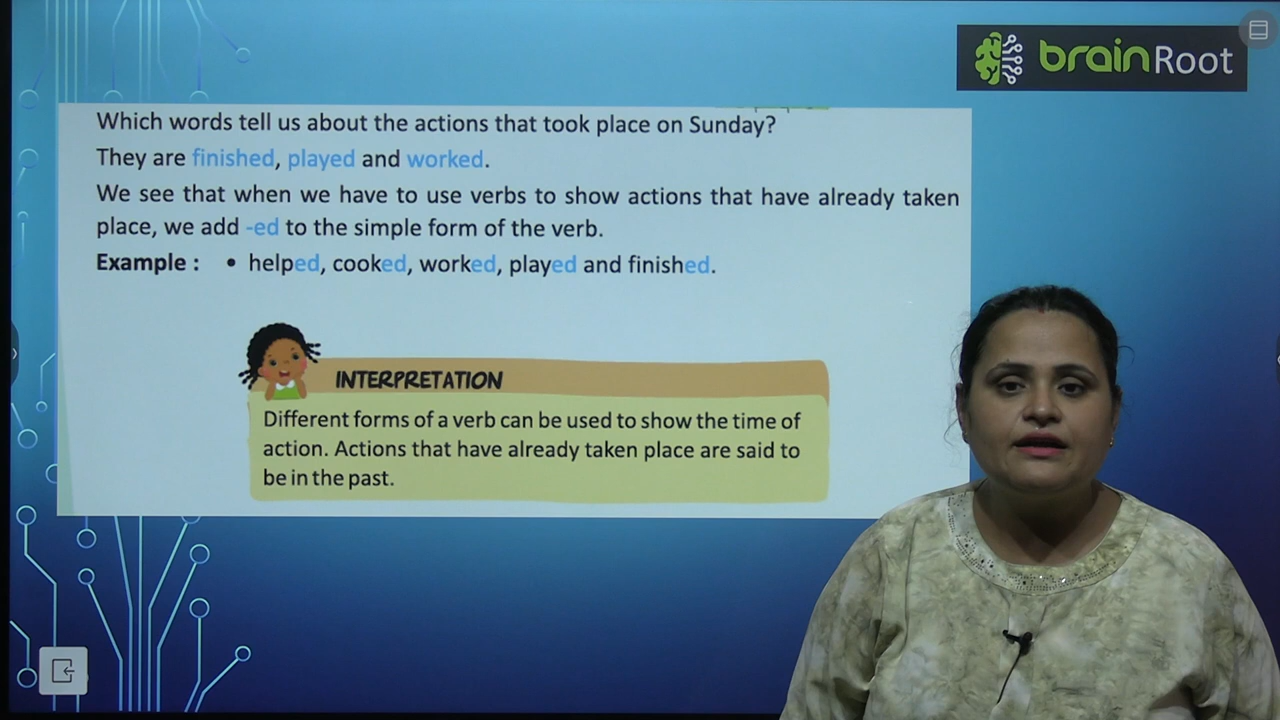 brainRoot
Which words tell us about the actions that took place on Sunday?
They are finished, played and worked.
We see that when we have to use verbs to show actions that have already taken
place, we add -ed to the simple form of the verb.
Example : • helped, cooked, worked, played and finished.
INTERPRETATION
Different forms of a verb can be used to show the time of
action. Actions that have already taken place are said to
be in the past.